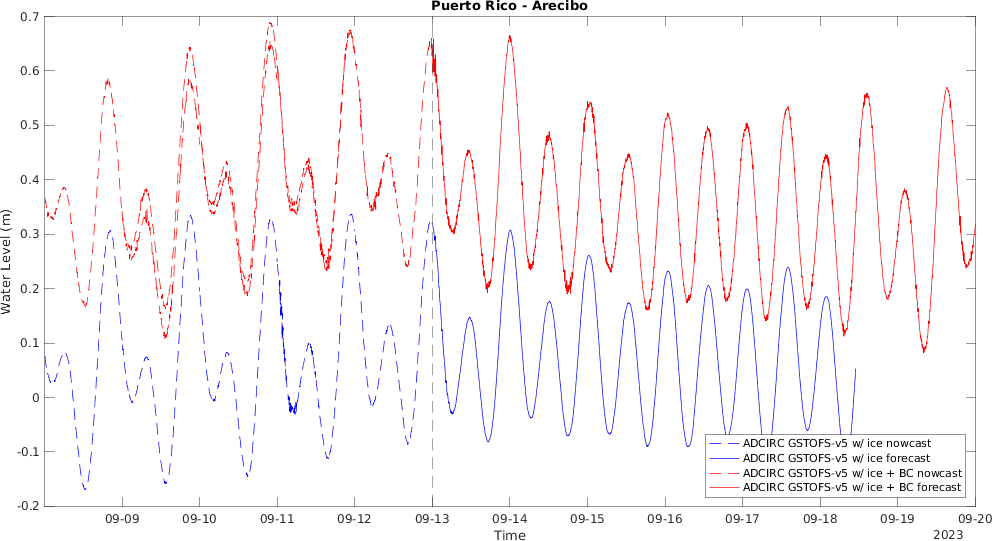 Puerto Rico - Arecibo
0.7
0.6
0.5
0.4
0.3
0.2
0.1
0
-0.1
-0.2
Water Level (m)
ADCIRC GSTOFS-v5 w/ ice nowcast
ADCIRC GSTOFS-v5 w/ ice forecast
ADCIRC GSTOFS-v5 w/ ice + BC nowcast
ADCIRC GSTOFS-v5 w/ ice + BC forecast
09-09 09-10 09-11 09-12 09-13 09-14 09-15 09-16 09-17 09-18 09-19 09-20
Time
2023